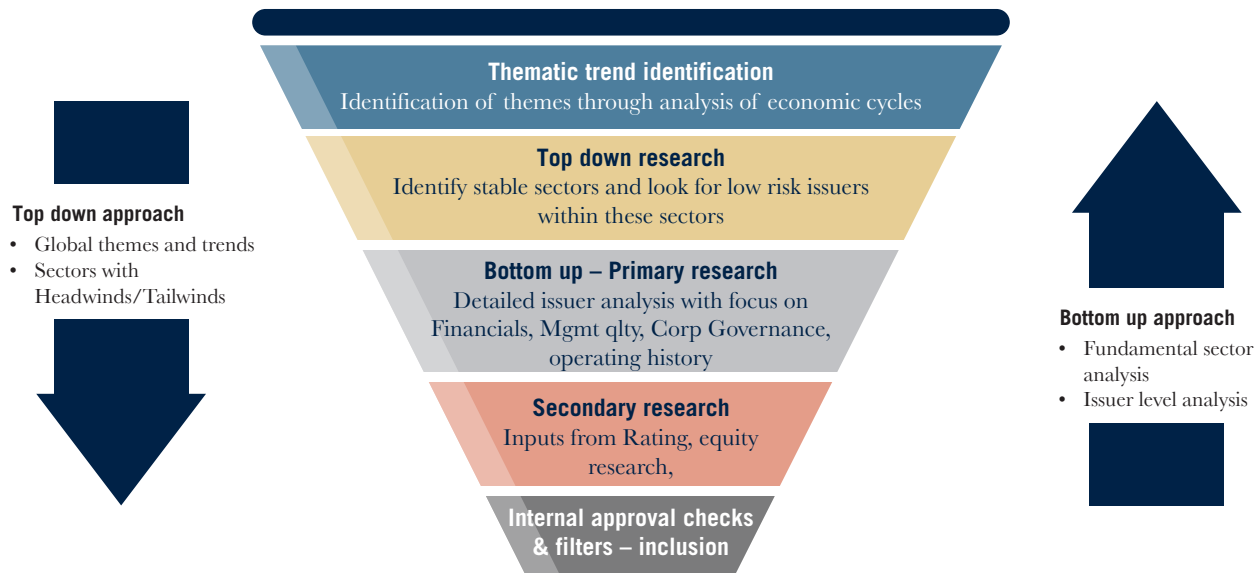 Thematic trend identification
Identification of themes through analysis of economic cycles
Top down research
Identify stable sectors and look for low risk issuers
within these sectors
Top down approach
• Global themes and trends
• Sectors with
Headwinds/Tailwinds
Bottom up – Primary research
Detailed issuer analysis with focus on
Financials, Mgmt qlty, Corp Governance,
operating history
Bottom up approach
• Fundamental sector
analysis
• Issuer level analysis
Secondary research
Inputs from Rating, equity
research,
Internal approval checks
& filters – inclusion